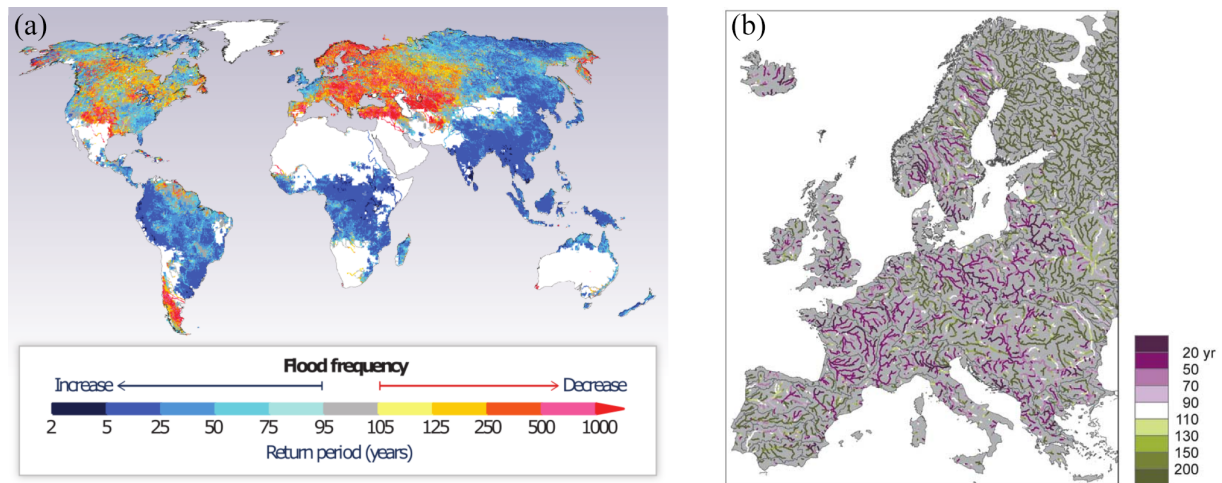 (a)
Flood frequency
Increase Decrease
2 5 25 50 75 95 105 125 250 500 1000
Return period (years)
(b)
20 yr
50
70
90
110
130
150
200